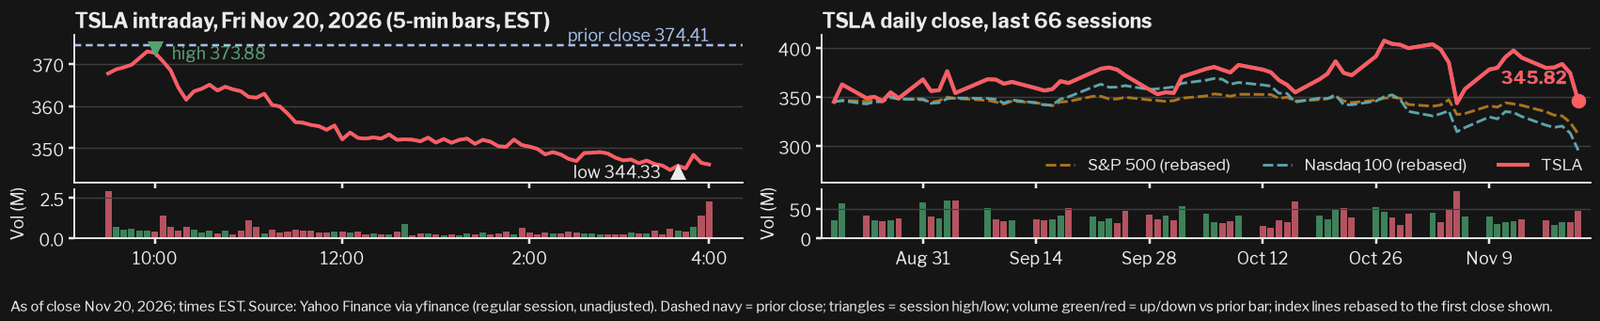 TSLA intraday, Fri Nov 20, 2026 (5-min bars, EST)
prior close 374.41
high 373.88
low 344.33
370
360
350
Vol (M)
2.5
0.0
10:00
12:00
2:00
4:00
TSLA daily close, last 66 sessions
400
350
300
345.82
S&P 500 (rebased)
Nasdaq 100 (rebased)
TSLA
Vol (M)
50
0
Aug 31
Sep 14
Sep 28
Oct 12
Oct 26
Nov 9
As of close Nov 20, 2026; times EST. Source: Yahoo Finance via yfinance (regular session, unadjusted). Dashed navy = prior close; triangles = session high/low; volume green/red = up/down vs prior bar; index lines rebased to the first close shown.